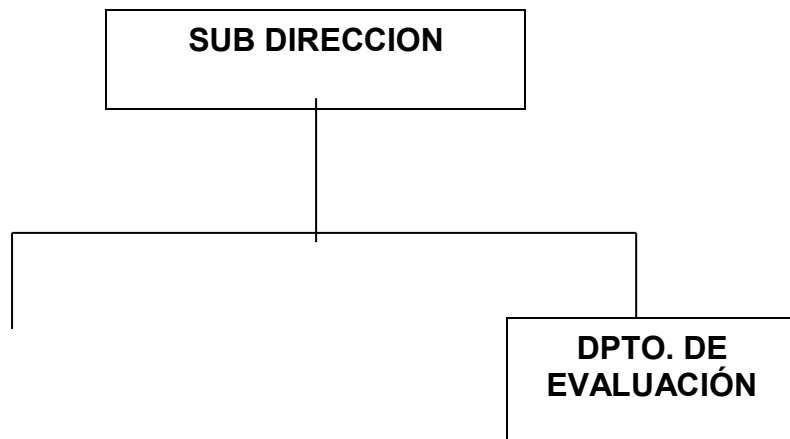 SUB DIRECCION
DPTO. DE
EVALUACIÓN